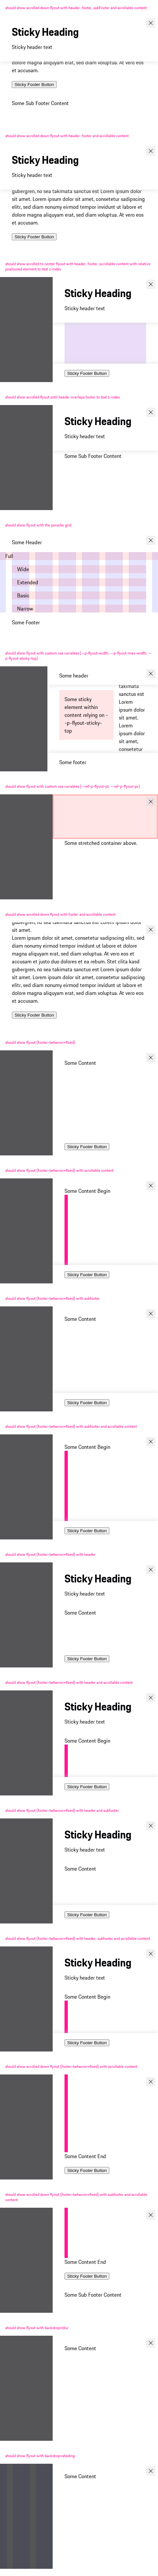 should show scrolled down flyout with header, footer, subfooter and scrollable content
Sticky Heading
Sticky header text
dolore magna aliquyam erat, sed diam voluptua. At vero eos
et accusam.
Sticky Footer Button
Some Sub Footer Content
should show scrolled down flyout with header, footer and scrollable content
Sticky Heading
Sticky header text
gubergren, no sea takimata sanctus est Lorem ipsum dolor
sit amet. Lorem ipsum dolor sit amet, consetetur sadipscing
elitr, sed diam nonumy eirmod tempor invidunt ut labore et
dolore magna aliquyam erat, sed diam voluptua. At vero eos
et accusam.
Sticky Footer Button
should show scrolled to center flyout with header, footer, scrollable content with relative
positioned element to test z-index
Sticky Heading
Sticky header text
Sticky Footer Button
should show scrolled flyout until header overlaps footer to test z-index
Sticky Heading
Sticky header text
Some Sub Footer Content
should show flyout with the porsche grid
Some Header
Full
Wide
Extended
Basic
Narrow
Some Footer
should show flyout with custom css variables (--p-flyout-width, --p-flyout-max-width, --
p-flyout-sticky-top)
Some header
Some sticky
element within
content relying on -
-p-flyout-sticky-
top
takimata
sanctus est
Lorem
ipsum dolor
sit amet.
Lorem
ipsum dolor
sit amet,
consetetur
Some footer
should show flyout with custom css variables (--ref-p-flyout-pt, --ref-p-flyout-px)
Some stretched container above.
should show scrolled down flyout with footer and scrollable content
dolore magna aliquyam erat, sed diam voluptua. At vero eos
sit amet.
Lorem ipsum dolor sit amet, consetetur sadipscing elitr, sed
diam nonumy eirmod tempor invidunt ut labore et dolore
magna aliquyam erat, sed diam voluptua. At vero eos et
accusam et justo duo dolores et ea rebum. Stet clita kasd
gubergren, no sea takimata sanctus est Lorem ipsum dolor
sit amet. Lorem ipsum dolor sit amet, consetetur sadipscing
elitr, sed diam nonumy eirmod tempor invidunt ut labore et
dolore magna aliquyam erat, sed diam voluptua. At vero eos
et accusam.
Sticky Footer Button
should show flyout (footer-behavior=fixed)
Some Content
Sticky Footer Button
should show flyout (footer-behavior=fixed) with scrollable content
Some Content Begin
Sticky Footer Button
should show flyout (footer-behavior=fixed) with subfooter
Some Content
Sticky Footer Button
should show flyout (footer-behavior=fixed) with subfooter and scrollable content
Some Content Begin
Sticky Footer Button
should show flyout (footer-behavior=fixed) with header
Sticky Heading
Sticky header text
Some Content
Sticky Footer Button
should show flyout (footer-behavior=fixed) with header and scrollable content
Sticky Heading
Sticky header text
Some Content Begin
Sticky Footer Button
should show flyout (footer-behavior=fixed) with header and subfooter
Sticky Heading
Sticky header text
Some Content
Sticky Footer Button
should show flyout (footer-behavior=fixed) with header, subfooter and scrollable content
Sticky Heading
Sticky header text
Some Content Begin
Sticky Footer Button
should show scrolled down flyout (footer-behavior=fixed) with scrollable content
Some Content End
Sticky Footer Button
should show scrolled down flyout (footer-behavior=fixed) with subfooter and scrollable
content
Some Content End
Sticky Footer Button
Some Sub Footer Content
should show flyout with backdrop=blur
Some Content
should show flyout with backdrop=shading
Some Content